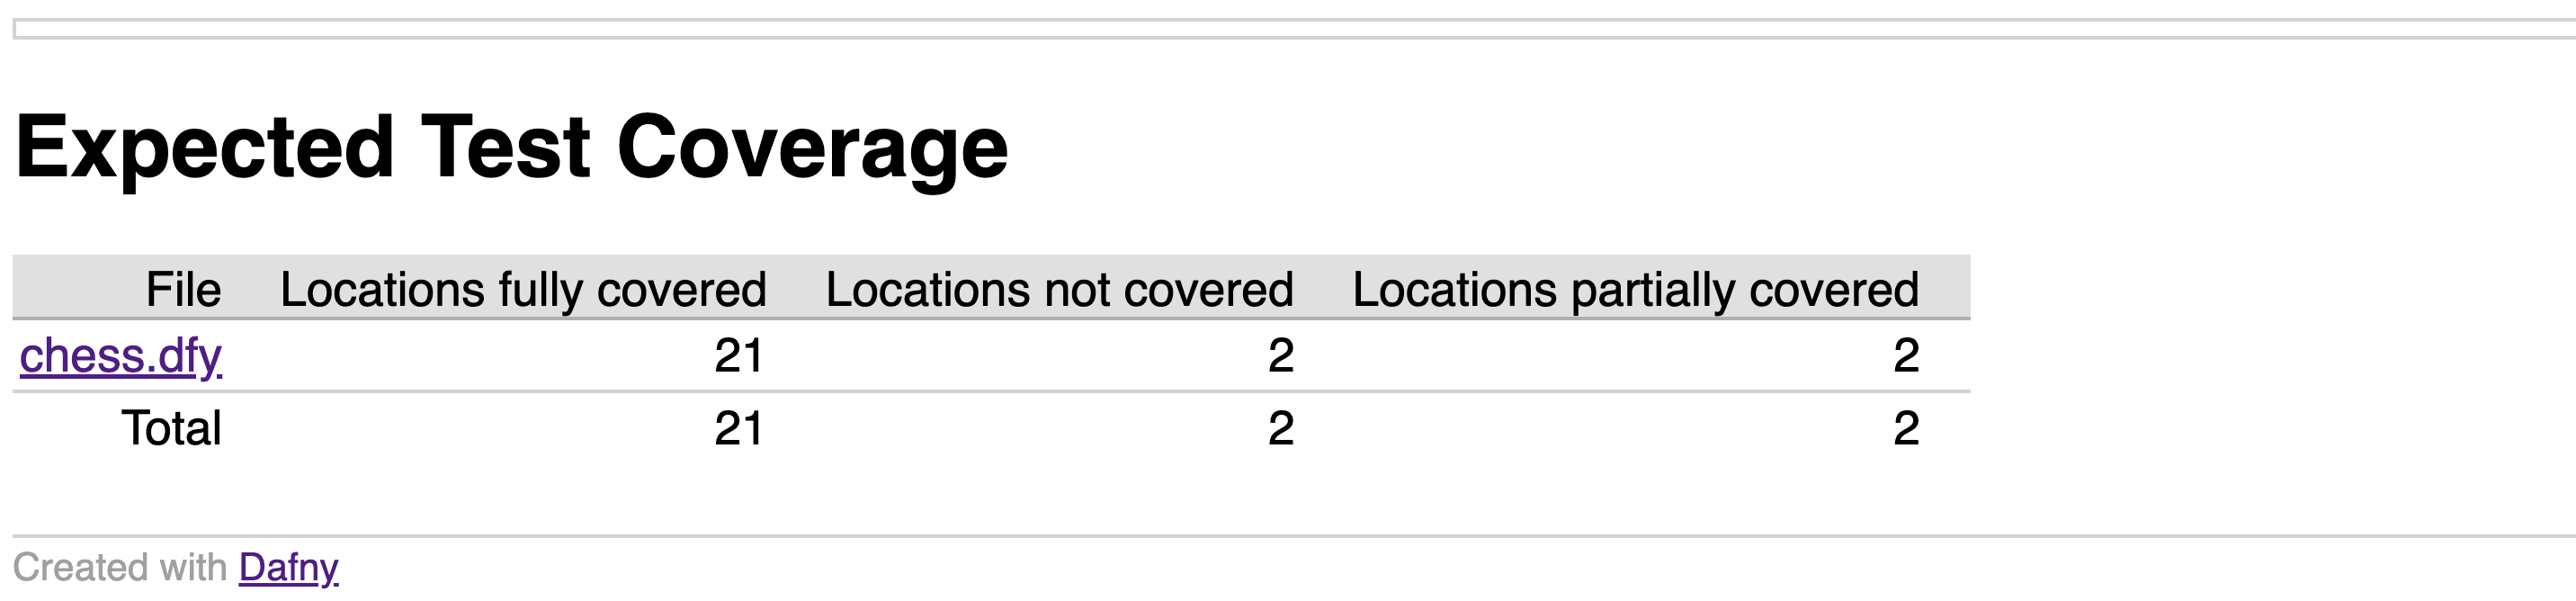 Expected Test Coverage
File Locations fully covered Locations not covered Locations partially covered
chess.dfy 21 2 2
Total 21 2 2
Created with Dafny